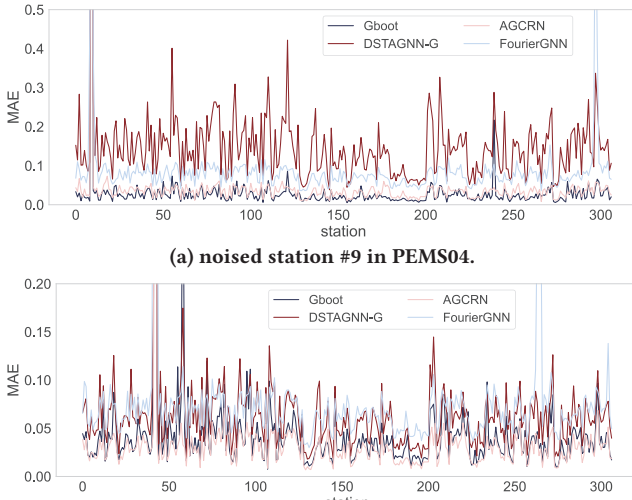 0.5
0.4
0.3
0.2
0.1
0.0
MAE
Gboot AGCRN
DSTAGNN-G FourierGNN
0 50 100 150 200 250 300
station
(a) noised station #9 in PEMS04.
0.20
0.15
0.10
0.05
0.00
MAE
Gboot AGCRN
DSTAGNN-G FourierGNN
0 50 100 150 200 250 300